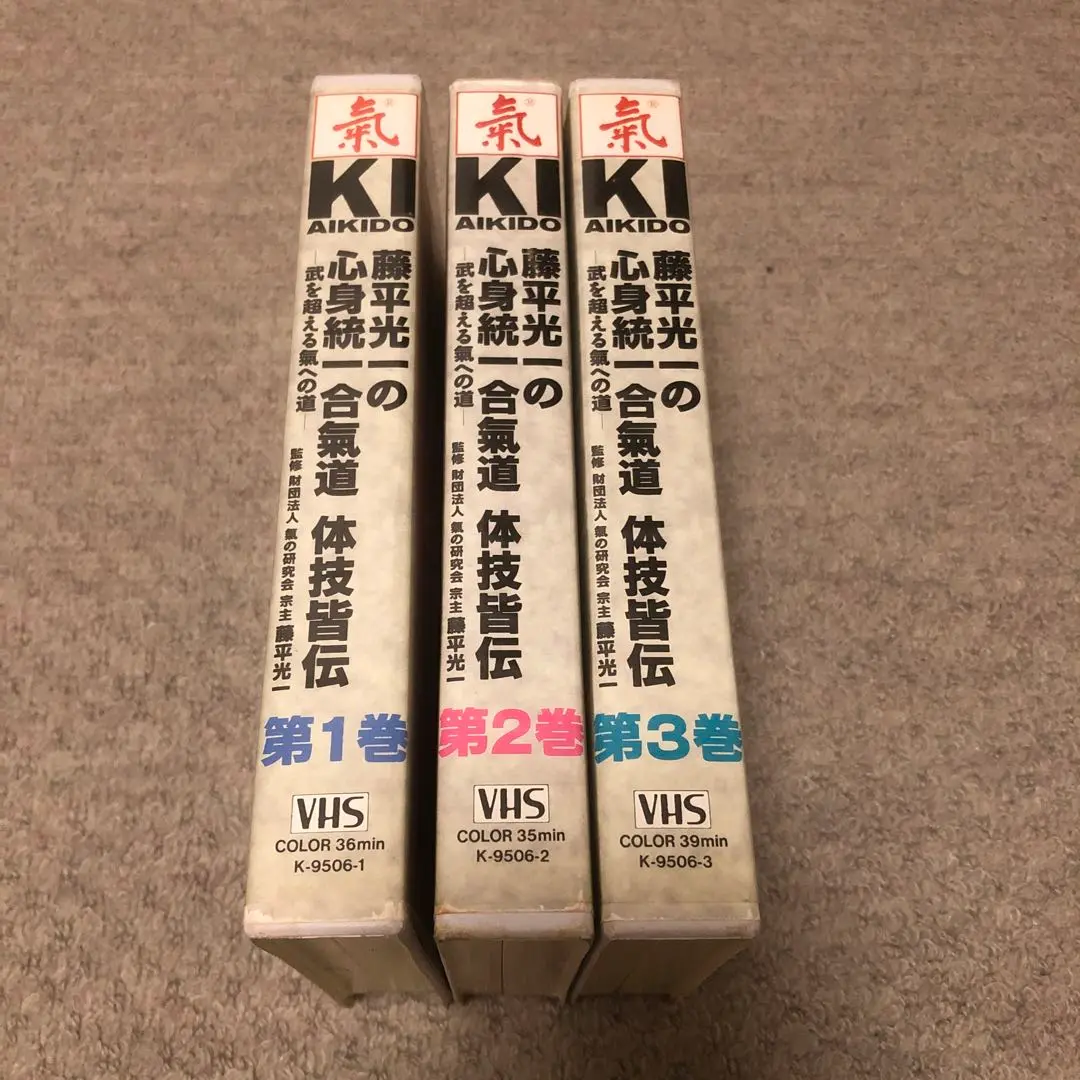 氣®
KI
AIKIDO
藤平光一の
心身統一合氣道 体技皆伝
―武を超える氣への道―
監修 財団法人 氣の研究会 宗主 藤平光一
第1巻
VHS
COLOR 36min
K-9506-1
氣®
KI
AIKIDO
藤平光一の
心身統一合氣道 体技皆伝
―武を超える氣への道―
監修 財団法人 氣の研究会 宗主 藤平光一
第2巻
VHS
COLOR 35min
K-9506-2
氣®
KI
AIKIDO
藤平光一の
心身統一合氣道 体技皆伝
―武を超える氣への道―
監修 財団法人 氣の研究会 宗主 藤平光一
第3巻
VHS
COLOR 39min
K-9506-3